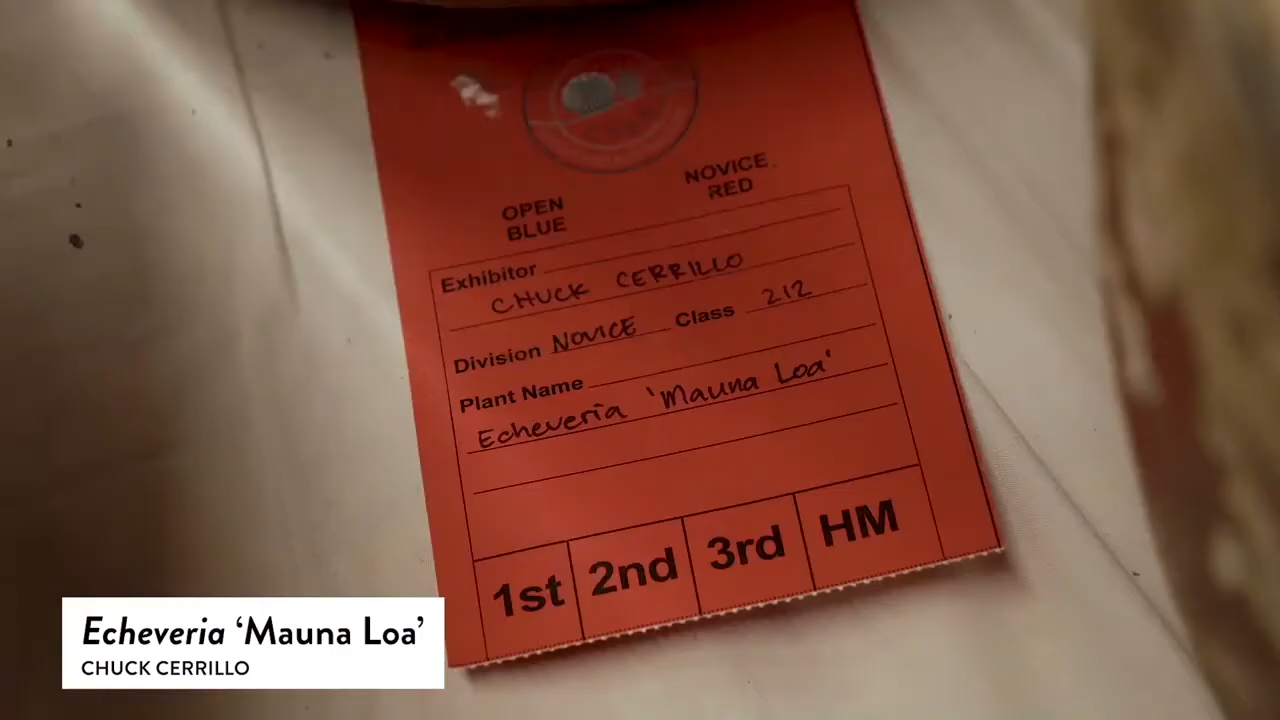 OPEN
BLUE
NOVICE
RED
Exhibitor
CHUCK CERRILLO
Division NOVICE Class 212
Plant Name
Echeveria 'Mauna Loa'
1st 2nd 3rd HM
Echeveria ‘Mauna Loa’
CHUCK CERRILLO